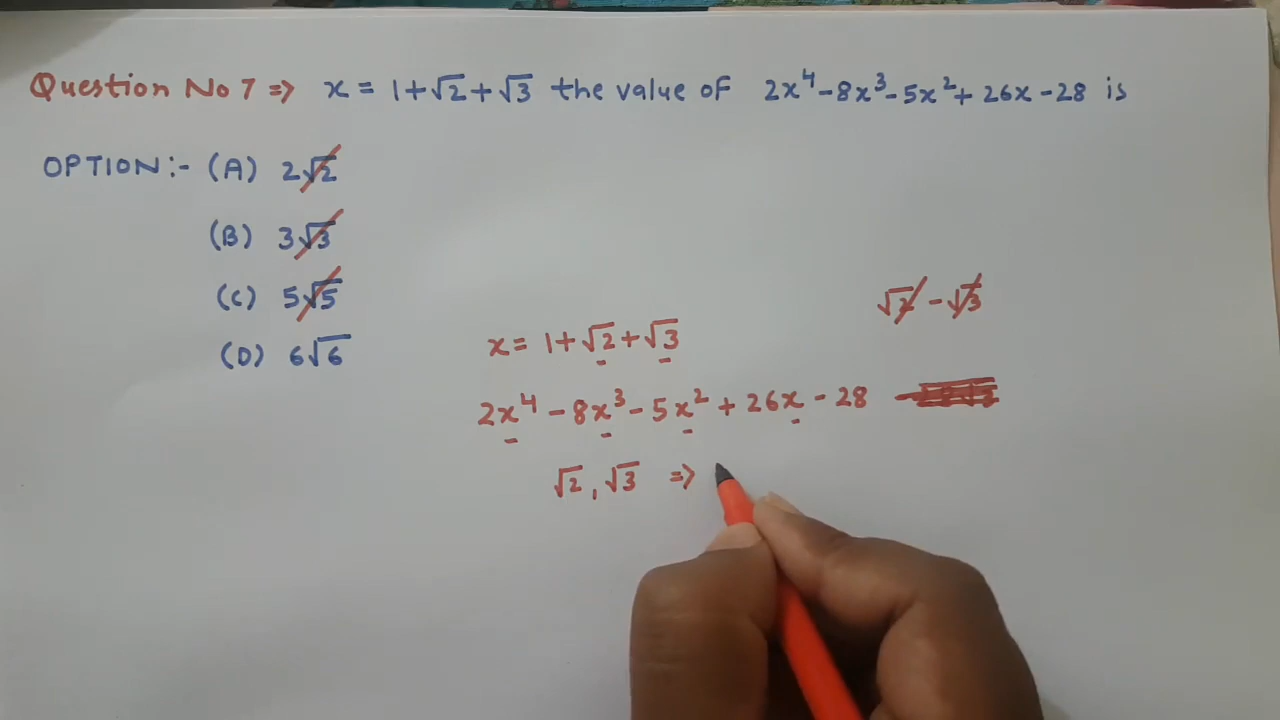 Question No 7 => x = 1+√2+√3 the value of 2x⁴-8x³-5x²+26x-28 is
OPTION:- (A) 2√2
(B) 3√3
(C) 5√5
(D) 6√6
√2 - √3
x = 1+√2+√3
2x⁴ - 8x³ - 5x² + 26x - 28
√2, √3 =>